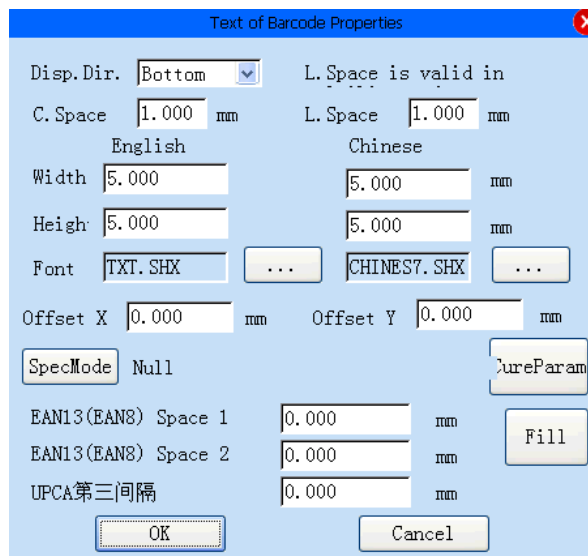 Text of Barcode Properties
Disp.Dir. Bottom L.Space is valid in
C.Space 1.000 mm L.Space 1.000 mm
English Chinese
Width 5.000 5.000 mm
Heigh 5.000 5.000 mm
Font TXT.SHX ... CHINES7.SHX ...
Offset X 0.000 mm Offset Y 0.000 mm
SpecMode Null CureParam
EAN13(EAN8) Space 1 0.000 mm
Fill
EAN13(EAN8) Space 2 0.000 mm
UPCA第三间隔 0.000 mm
OK Cancel